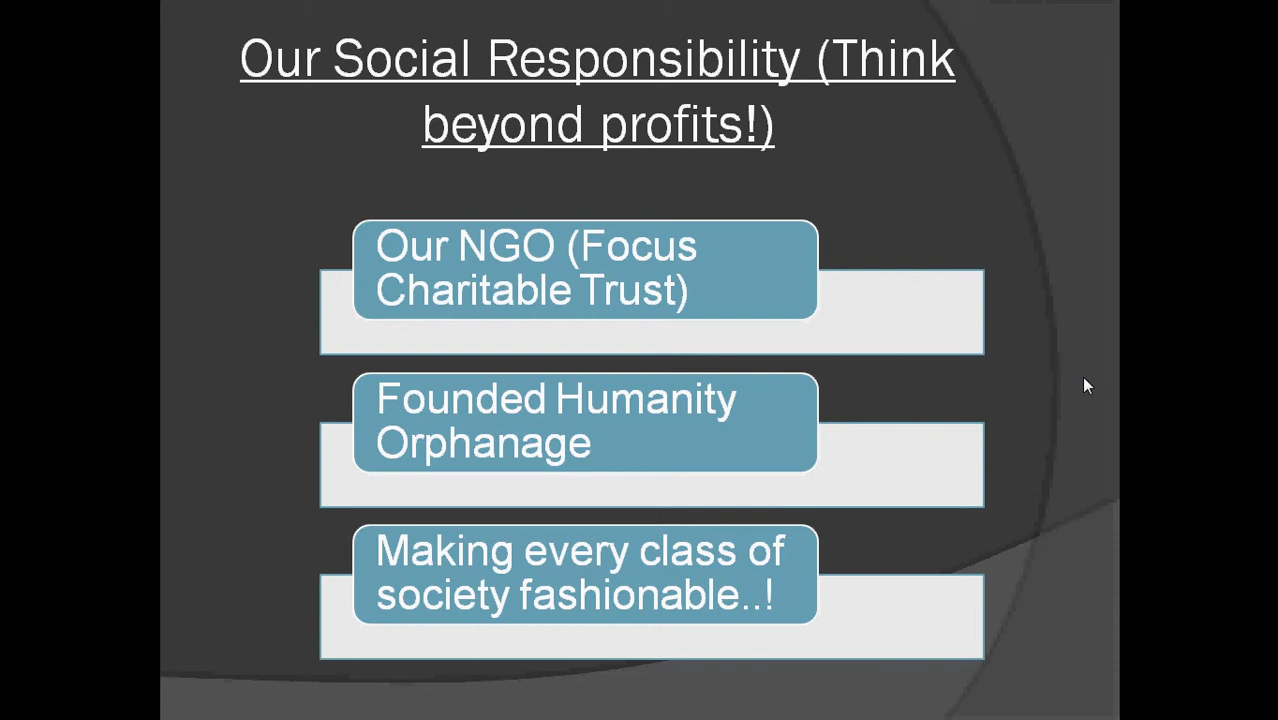 Our Social Responsibility (Think
beyond profits!)
Our NGO (Focus
Charitable Trust)
Founded Humanity
Orphanage
Making every class of
society fashionable..!